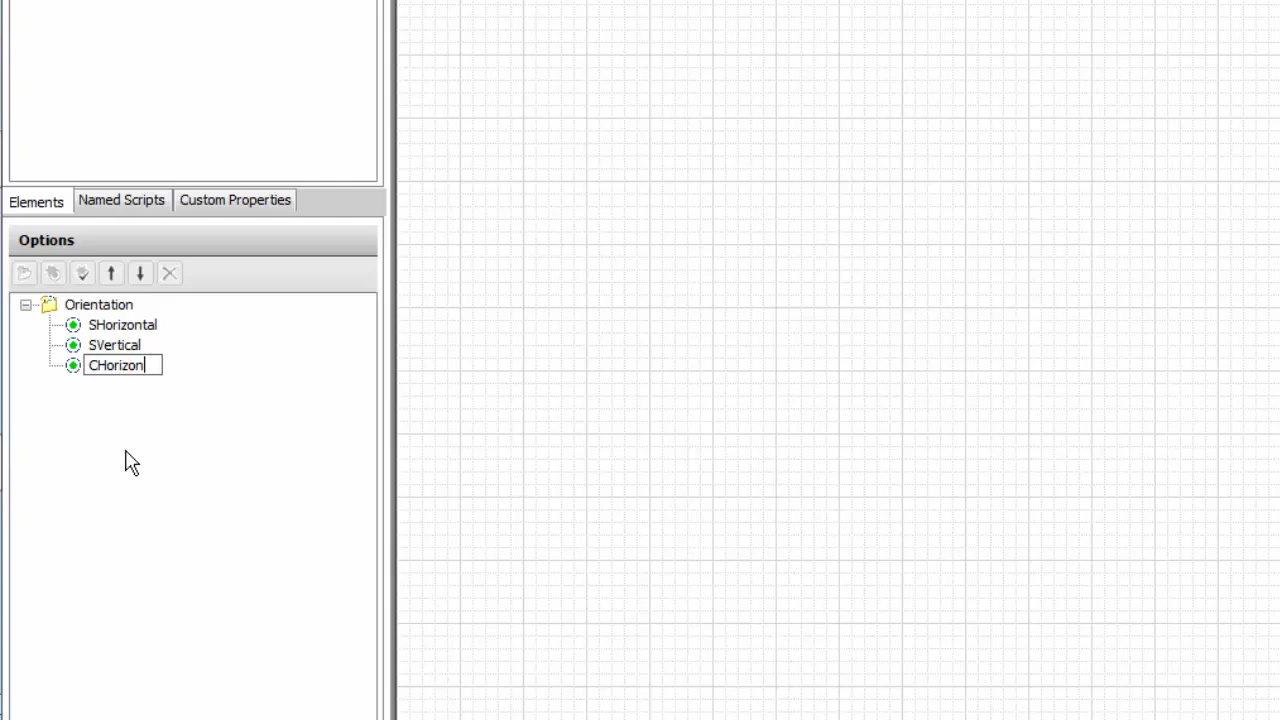 Elements Named Scripts Custom Properties
Options
Orientation
SHorizontal
SVertical
CHorizon